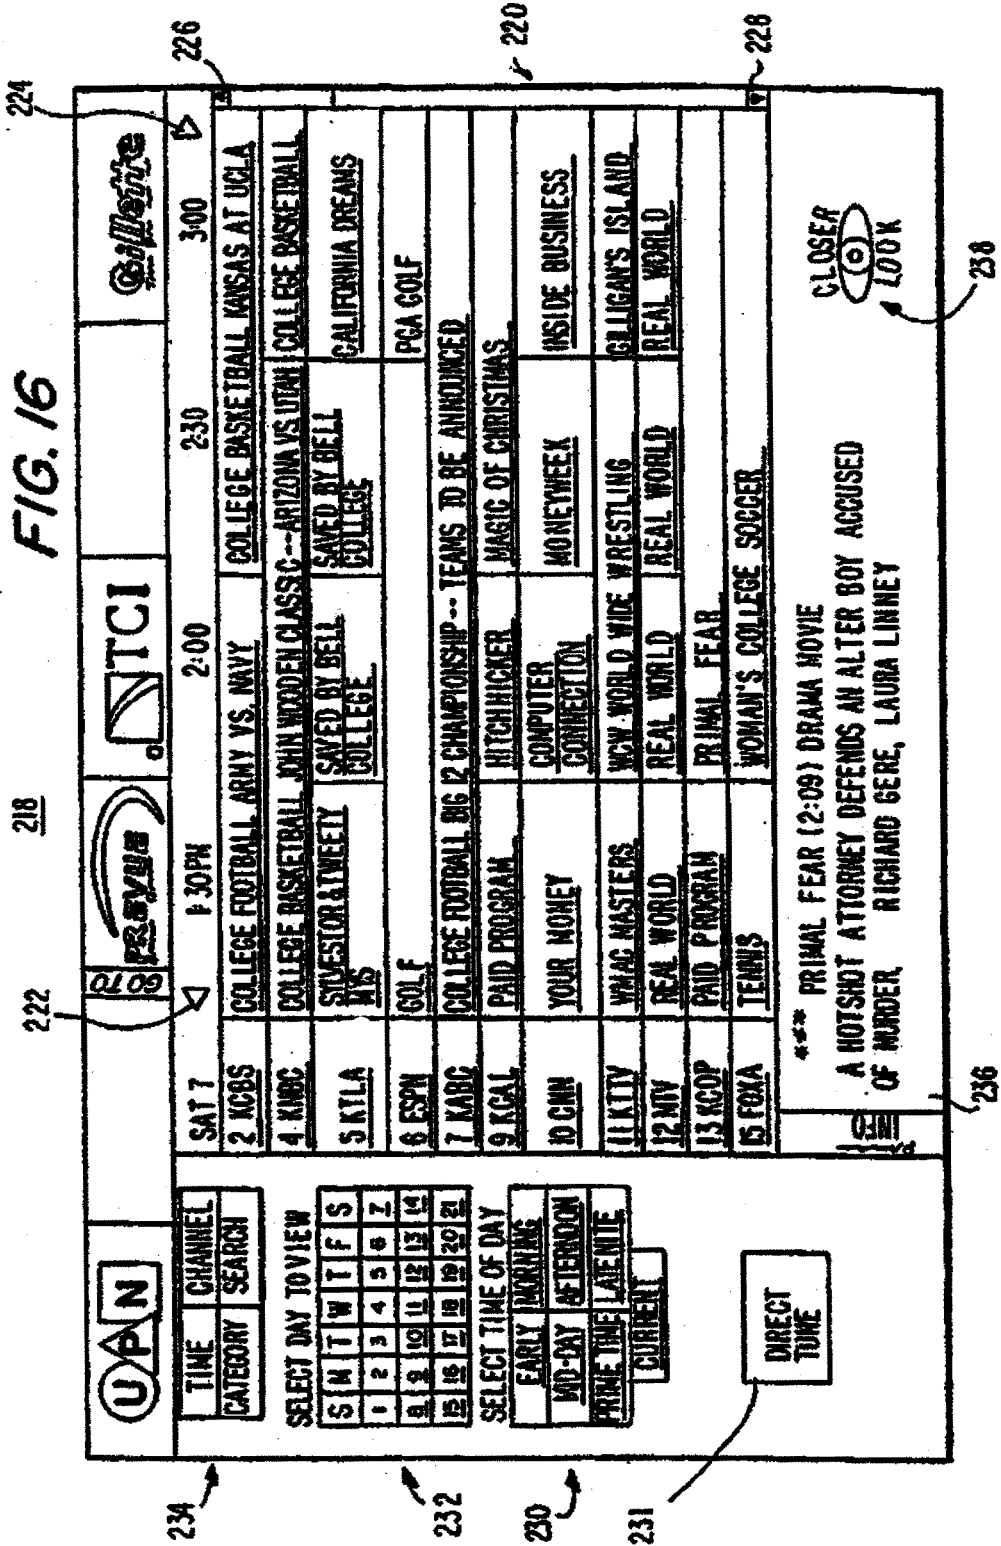 FIG. 16
218
224
226
220
228
222
234
232
230
231
236
238
U P N
GO TO
PRevue
TCI
Gillette
TIME CHANNEL
CATEGORY SEARCH
SELECT DAY TO VIEW
S M T W T F S
1 2 3 4 5 6 7
8 9 10 11 12 13 14
15 16 17 18 19 20 21
SELECT TIME OF DAY
EARLY MORNING
MID-DAY AFTERNOON
PRIME TIME LATENITE
CURRENT
DIRECT
TUNE
SAT 7 1:30PM 2:00 2:30 3:00
2 KCBS COLLEGE FOOTBALL ARMY VS. NAVY COLLEGE BASKETBALL KANSAS AT UCLA
4 KNBC COLLEGE BASKETBALL JOHN WOODEN CLASSIC--ARIZONA VS. UTAH COLLEGE BASKETBALL
5 KTLA SYLVESTOR & TWEETY SAVED BY BELL SAVED BY BELL CALIFORNIA DREAMS
MYS COLLEGE COLLEGE
6 ESPN GOLF PGA GOLF
7 KABC COLLEGE FOOTBALL BIG 12 CHAMPIONSHIP--TEAMS TO BE ANNOUNCED
9 KCAL PAID PROGRAM HITCHHICKER MAGIC OF CHRISTMAS
10 CNN YOUR MONEY COMPUTER MONEYWEEK INSIDE BUSINESS
CONNECTION
11 KTTV WMAC MASTERS WCW WORLD WIDE WRESTLING GILLIGAN'S ISLAND
12 MTV REAL WORLD REAL WORLD REAL WORLD REAL WORLD
13 KCOP PAID PROGRAM PRIMAL FEAR
15 FOXA TENNIS WOMAN'S COLLEGE SOCCER
INFO
*** PRIMAL FEAR (2:09) DRAMA MOVIE
A HOTSHOT ATTORNEY DEFENDS AN ALTER BOY ACCUSED
OF MURDER. RICHARD GERE, LAURA LINNEY
CLOSER
LOOK